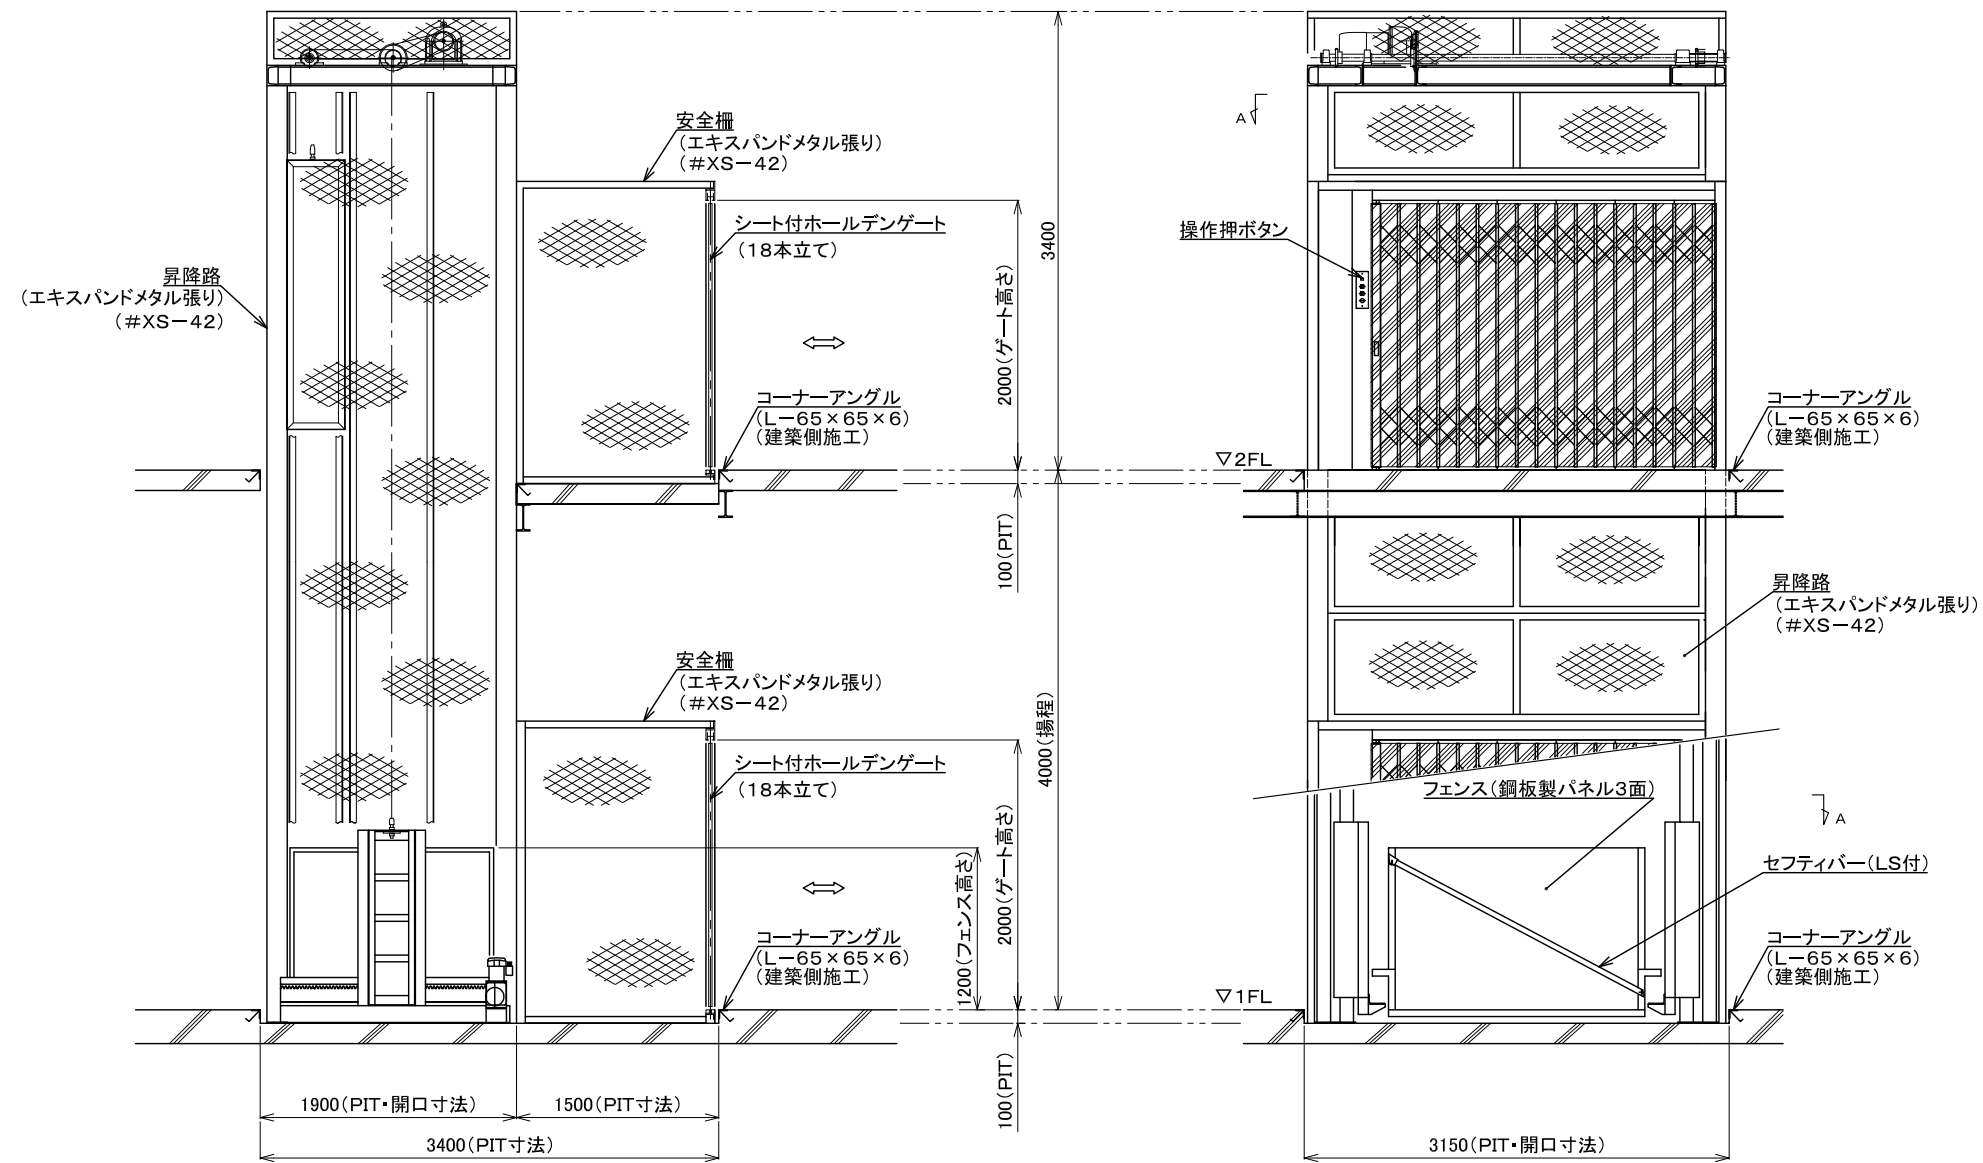 安全柵
(エキスパンドメタル張り)
(#XS-42)
シート付ホールデンゲート
(18本立て)
昇降路
(エキスパンドメタル張り)
(#XS-42)
コーナーアングル
(L-65×65×6)
(建築側施工)
2000(ゲート高さ)
3400
100(PIT)
安全柵
(エキスパンドメタル張り)
(#XS-42)
シート付ホールデンゲート
(18本立て)
コーナーアングル
(L-65×65×6)
(建築側施工)
1200(フェンス高さ)
2000(ゲート高さ)
4000(揚程)
100(PIT)
1900(PIT・開口寸法)
1500(PIT寸法)
3400(PIT寸法)
A
操作押ボタン
コーナーアングル
(L-65×65×6)
(建築側施工)
▽2FL
昇降路
(エキスパンドメタル張り)
(#XS-42)
フェンス(鋼板製パネル3面)
A
セフティバー(LS付)
コーナーアングル
(L-65×65×6)
(建築側施工)
▽1FL
3150(PIT・開口寸法)